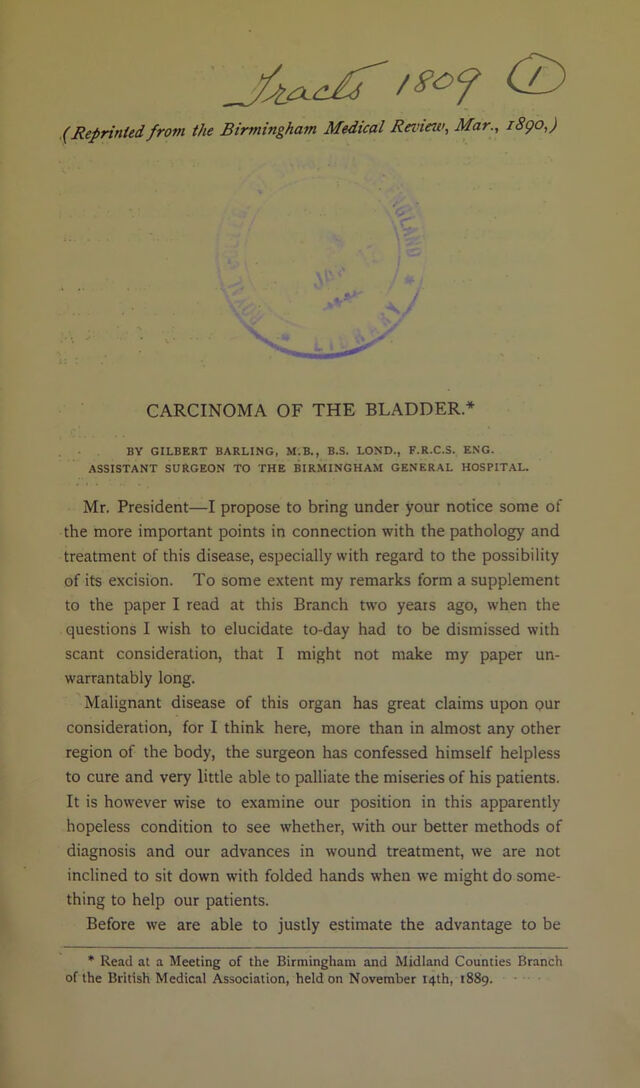 Tracts 1809 (1)
(Reprinted from the Birmingham Medical Review, Mar., 1890,)
ROYAL COLLEGE OF SURGEONS OF ENGLAND
JAN
* LIBRARY *
CARCINOMA OF THE BLADDER.*
BY GILBERT BARLING, M.B., B.S. LOND., F.R.C.S. ENG.
ASSISTANT SURGEON TO THE BIRMINGHAM GENERAL HOSPITAL.
Mr. President—I propose to bring under your notice some of
the more important points in connection with the pathology and
treatment of this disease, especially with regard to the possibility
of its excision. To some extent my remarks form a supplement
to the paper I read at this Branch two years ago, when the
questions I wish to elucidate to-day had to be dismissed with
scant consideration, that I might not make my paper un-
warrantably long.
Malignant disease of this organ has great claims upon our
consideration, for I think here, more than in almost any other
region of the body, the surgeon has confessed himself helpless
to cure and very little able to palliate the miseries of his patients.
It is however wise to examine our position in this apparently
hopeless condition to see whether, with our better methods of
diagnosis and our advances in wound treatment, we are not
inclined to sit down with folded hands when we might do some-
thing to help our patients.
Before we are able to justly estimate the advantage to be
* Read at a Meeting of the Birmingham and Midland Counties Branch
of the British Medical Association, held on November 14th, 1889.